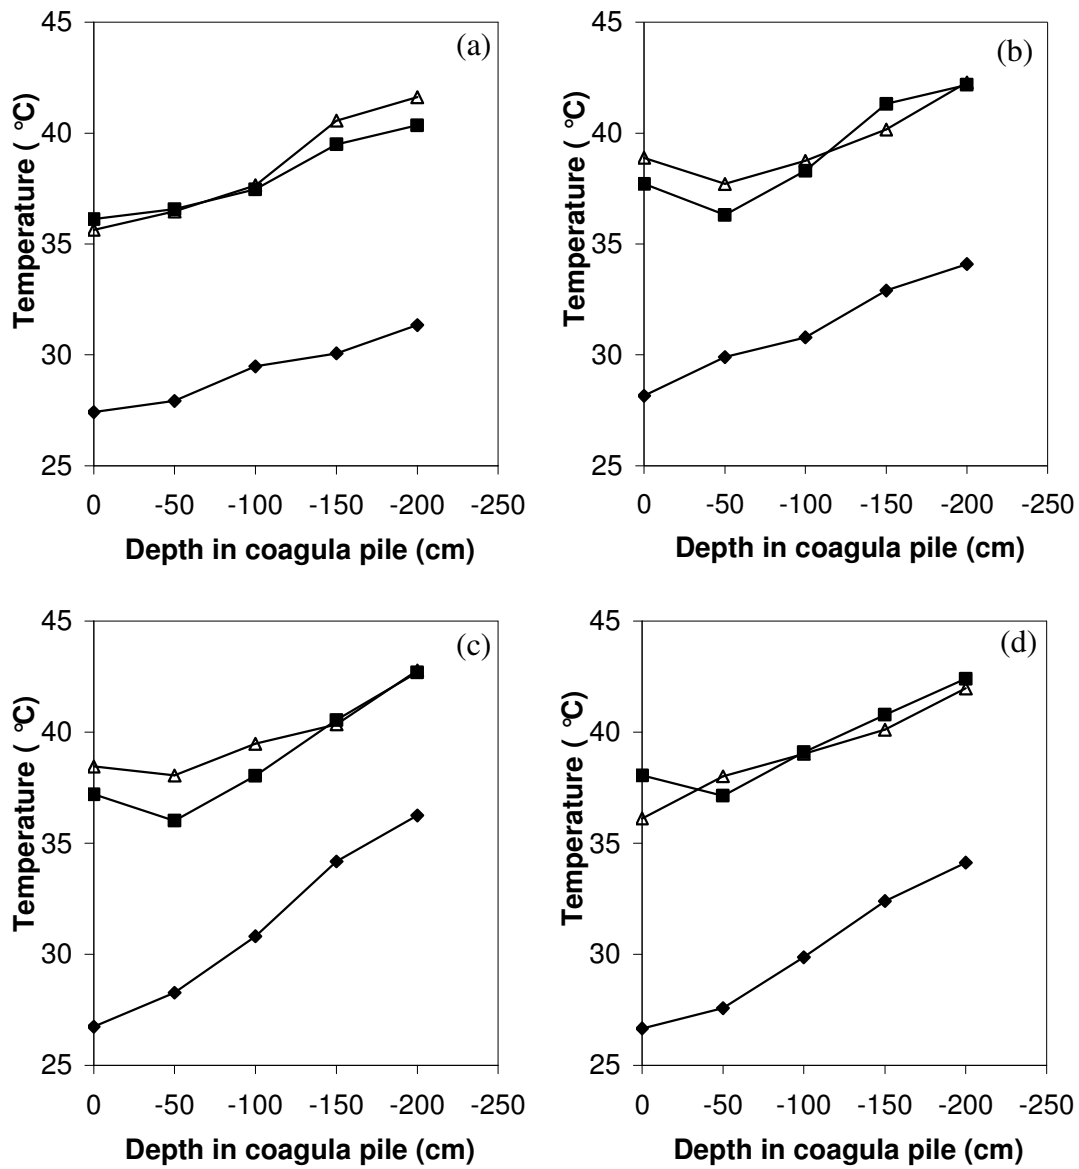 (a)
Temperature ( °C)
45
40
35
30
25
0 -50 -100 -150 -200 -250
Depth in coagula pile (cm)
(b)
Temperature ( °C)
45
40
35
30
25
0 -50 -100 -150 -200 -250
Depth in coagula pile (cm)
(c)
Temperature ( °C)
45
40
35
30
25
0 -50 -100 -150 -200 -250
Depth in coagula pile (cm)
(d)
Temperature ( °C)
45
40
35
30
25
0 -50 -100 -150 -200 -250
Depth in coagula pile (cm)